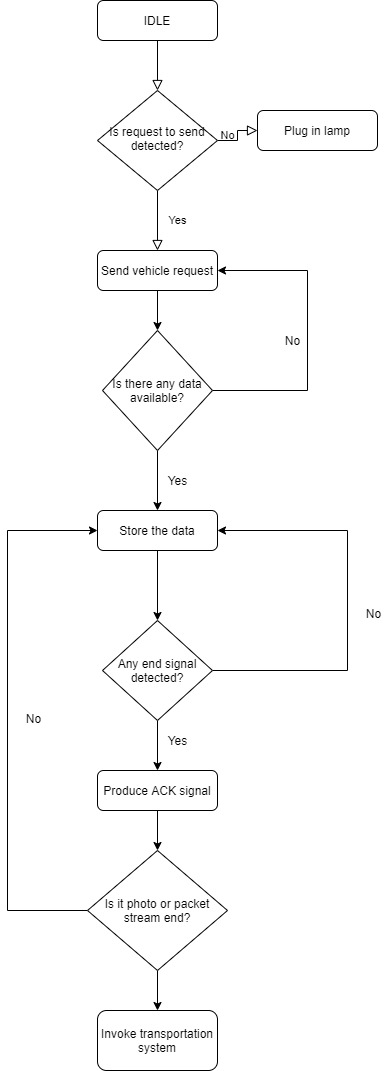 IDLE
Is request to send
detected?
No
Plug in lamp
Yes
Send vehicle request
No
Is there any data
available?
Yes
Store the data
No
Any end signal
detected?
No
Yes
Produce ACK signal
Is it photo or packet
stream end?
Invoke transportation
system